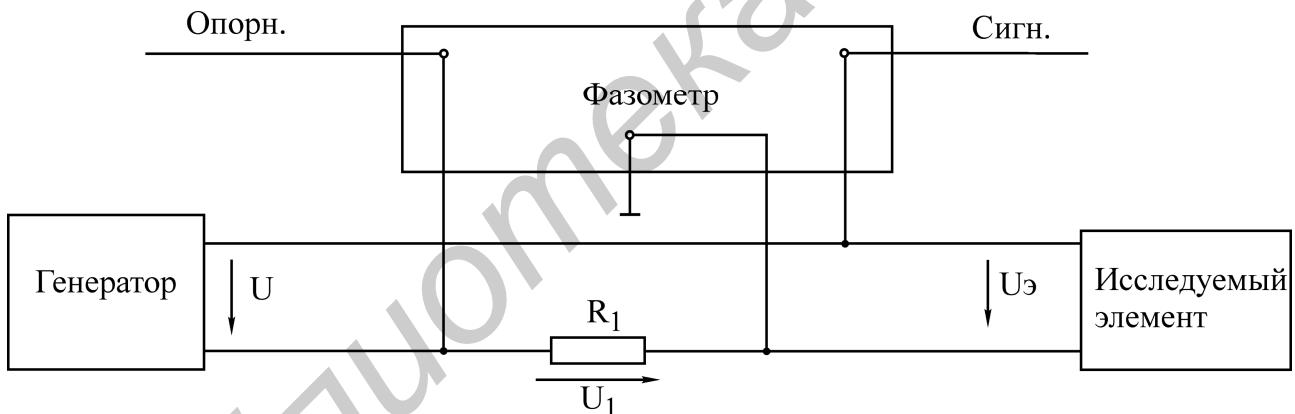 Опорн.
Сигн.
Фазометр
Генератор
U
R1
U1
Uэ
Исследуемый
элемент